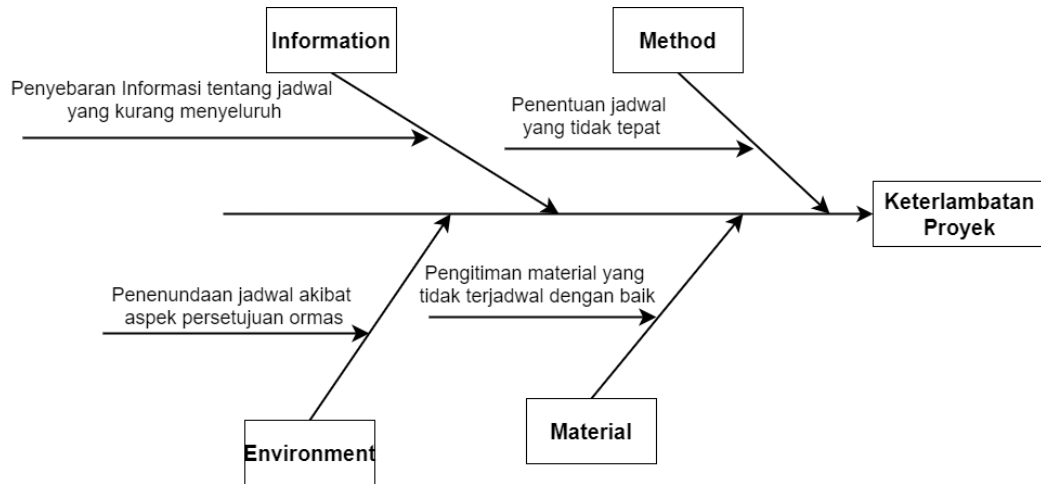 Information
Method
Penyebaran Informasi tentang jadwal
yang kurang menyeluruh
Penentuan jadwal
yang tidak tepat
Keterlambatan
Proyek
Penenundaan jadwal akibat
aspek persetujuan ormas
Pengitiman material yang
tidak terjadwal dengan baik
Environment
Material